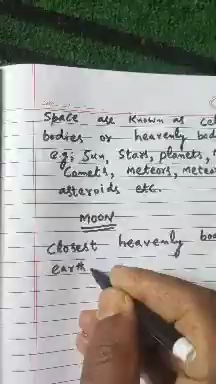 Space are known as
bodies or heavenly
e.g; Sun, Stars, planets,
Comets, meteors,
asteroids etc.
MOON
Closest heavenly
earth